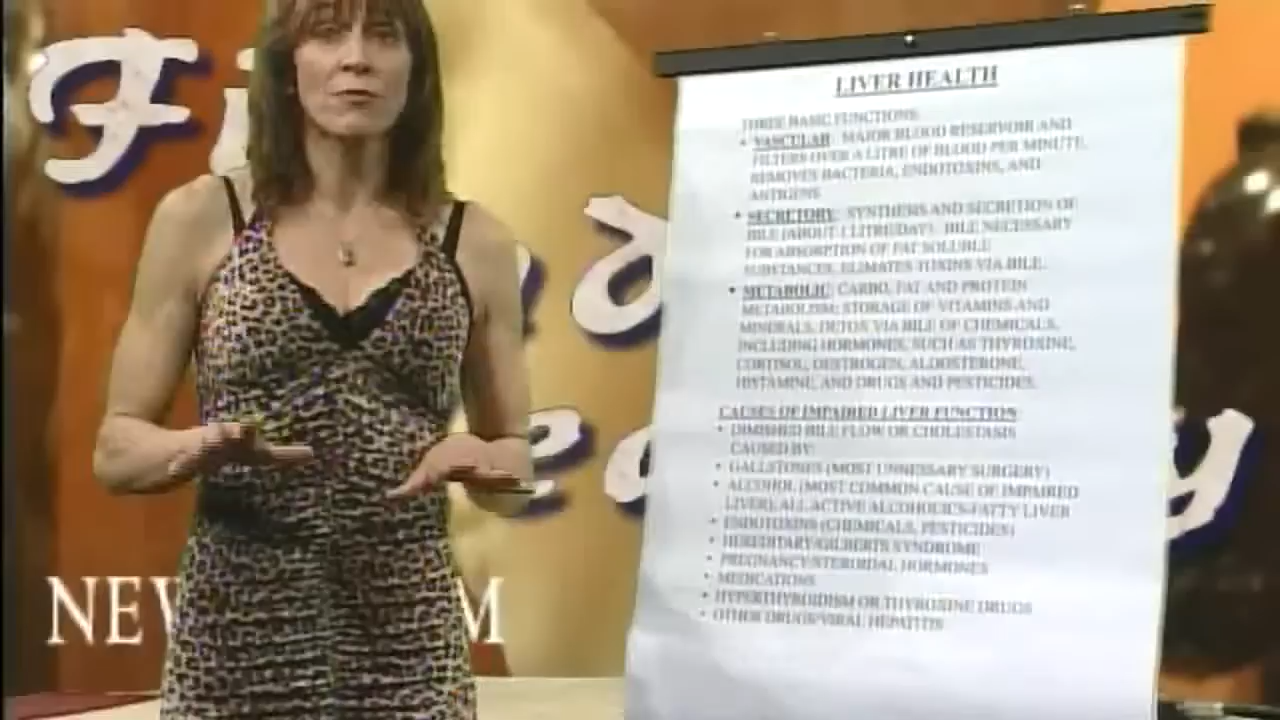 LIVER HEALTH
THREE BASIC FUNCTIONS:
• VASCULAR: MAJOR BLOOD RESERVOIR AND
FILTERS OVER A LITRE OF BLOOD PER MINUTE.
REMOVES BACTERIA, ENDOTOXINS, AND
ANTIGENS
• SECRETORY: SYNTHESIS AND SECRETION OF
BILE (ABOUT 1 LITRE/DAY). BILE NECESSARY
FOR ABSORPTION OF FAT SOLUBLE
SUBSTANCES. ELIMATES TOXINS VIA BILE.
• METABOLIC: CARBO, FAT AND PROTEIN
METABOLISM; STORAGE OF VITAMINS AND
MINERALS, DETOX VIA BILE OF CHEMICALS,
INCLUDING HORMONES, SUCH AS THYROXINE,
CORTISOL, OESTROGEN, ALDOSTERONE,
HISTAMINE, AND DRUGS AND PESTICIDES.
CAUSES OF IMPAIRED LIVER FUNCTION
• DIMISHED BILE FLOW OR CHOLESTASIS
CAUSED BY:
• GALLSTONES (MOST UNNESSARY SURGERY)
• ALCOHOL (MOST COMMON CAUSE OF IMPAIRED
LIVER). ALL ACTIVE ALCOHOLICS-FATTY LIVER
• ENDOTOXINS (CHEMICALS, PESTICIDES)
• HEREDITARY/GILBERTS SYNDROME
• PREGNANCY/STEROIDAL HORMONES
• MEDICATIONS
• HYPERTHYROIDISM OR THYROXINE DRUGS
• OTHER DRUGS/VIRAL HEPATITIS